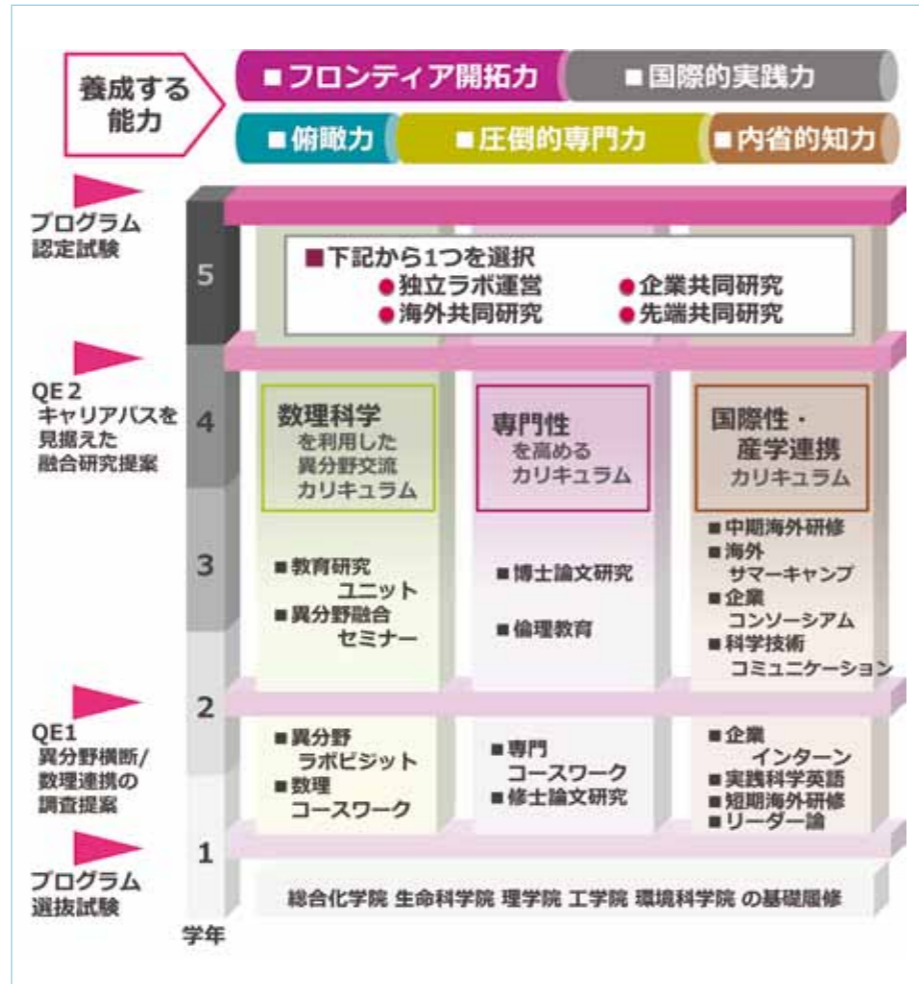 養成する
能力
■フロンティア開拓力
■国際的実践力
■俯瞰力
■圧倒的専門力
■内省的知力
プログラム
認定試験
5
■下記から1つを選択
●独立ラボ運営
●企業共同研究
●海外共同研究
●先端共同研究
QE2
キャリアパスを
見据えた
融合研究提案
4
数理科学
を利用した
異分野交流
カリキュラム
専門性
を高める
カリキュラム
国際性・
産学連携
カリキュラム
3
■教育研究
ユニット
■異分野融合
セミナー
■博士論文研究
■倫理教育
■中期海外研修
■海外
サマーキャンプ
■企業
コンソーシアム
■科学技術
コミュニケーション
QE1
異分野横断/
数理連携の
調査提案
2
■異分野
ラボビジット
■数理
コースワーク
■専門
コースワーク
■修士論文研究
■企業
インターン
■実践科学英語
■短期海外研修
■リーダー論
プログラム
選抜試験
1
総合化学院 生命科学院 理学院 工学院 環境科学院 の基礎履修
学年